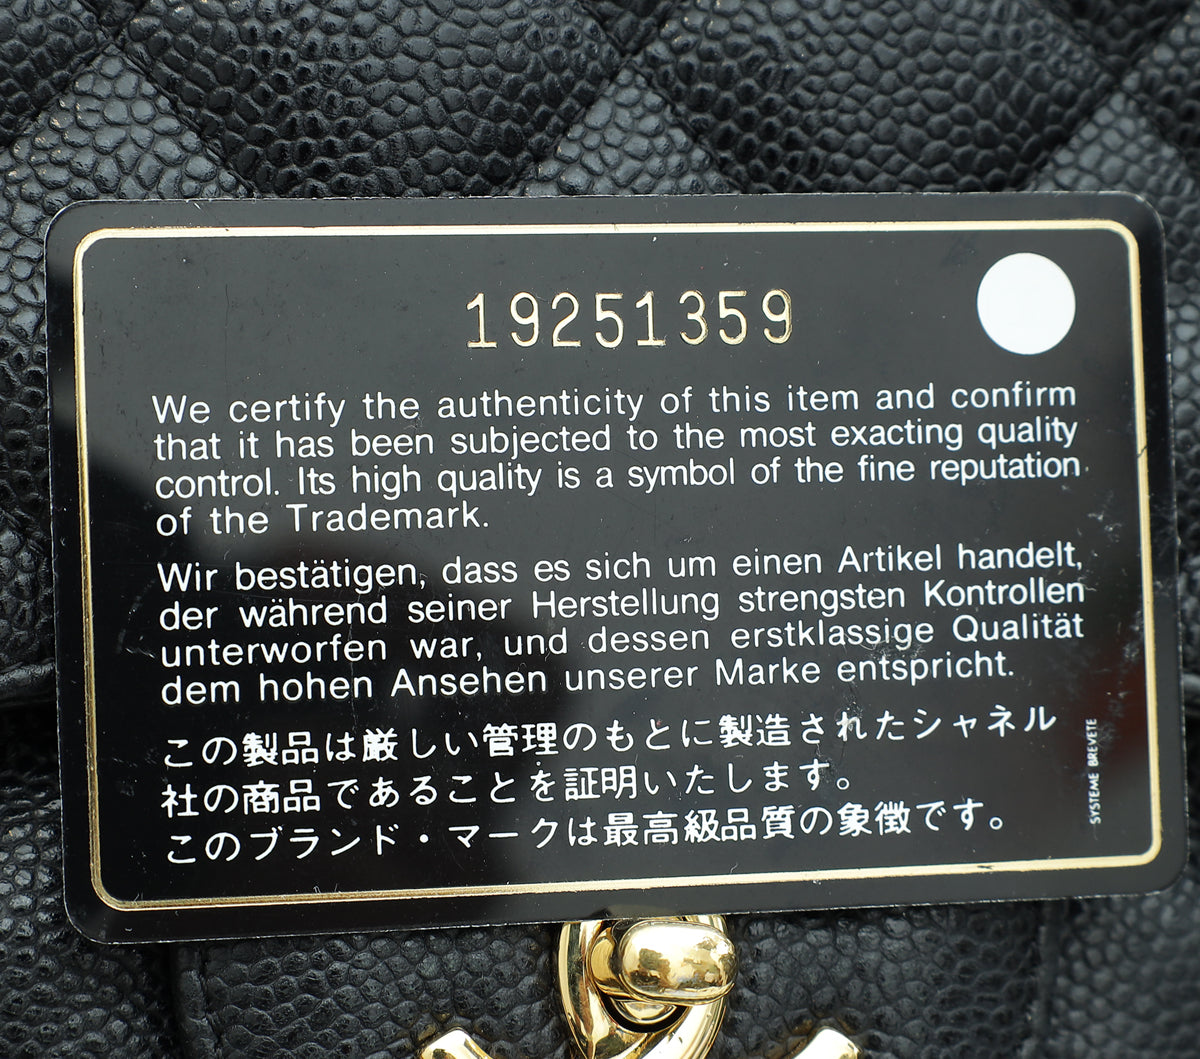 19251359
We certify the authenticity of this item and confirm
that it has been subjected to the most exacting quality
control. Its high quality is a symbol of the fine reputation
of the Trademark.
Wir bestätigen, dass es sich um einen Artikel handelt,
der während seiner Herstellung strengsten Kontrollen
unterworfen war, und dessen erstklassige Qualität
dem hohen Ansehen unserer Marke entspricht.
この製品は厳しい管理のもとに製造されたシャネル
社の商品であることを証明いたします。
このブランド・マークは最高級品質の象徴です。
SYSTEME BREVETE